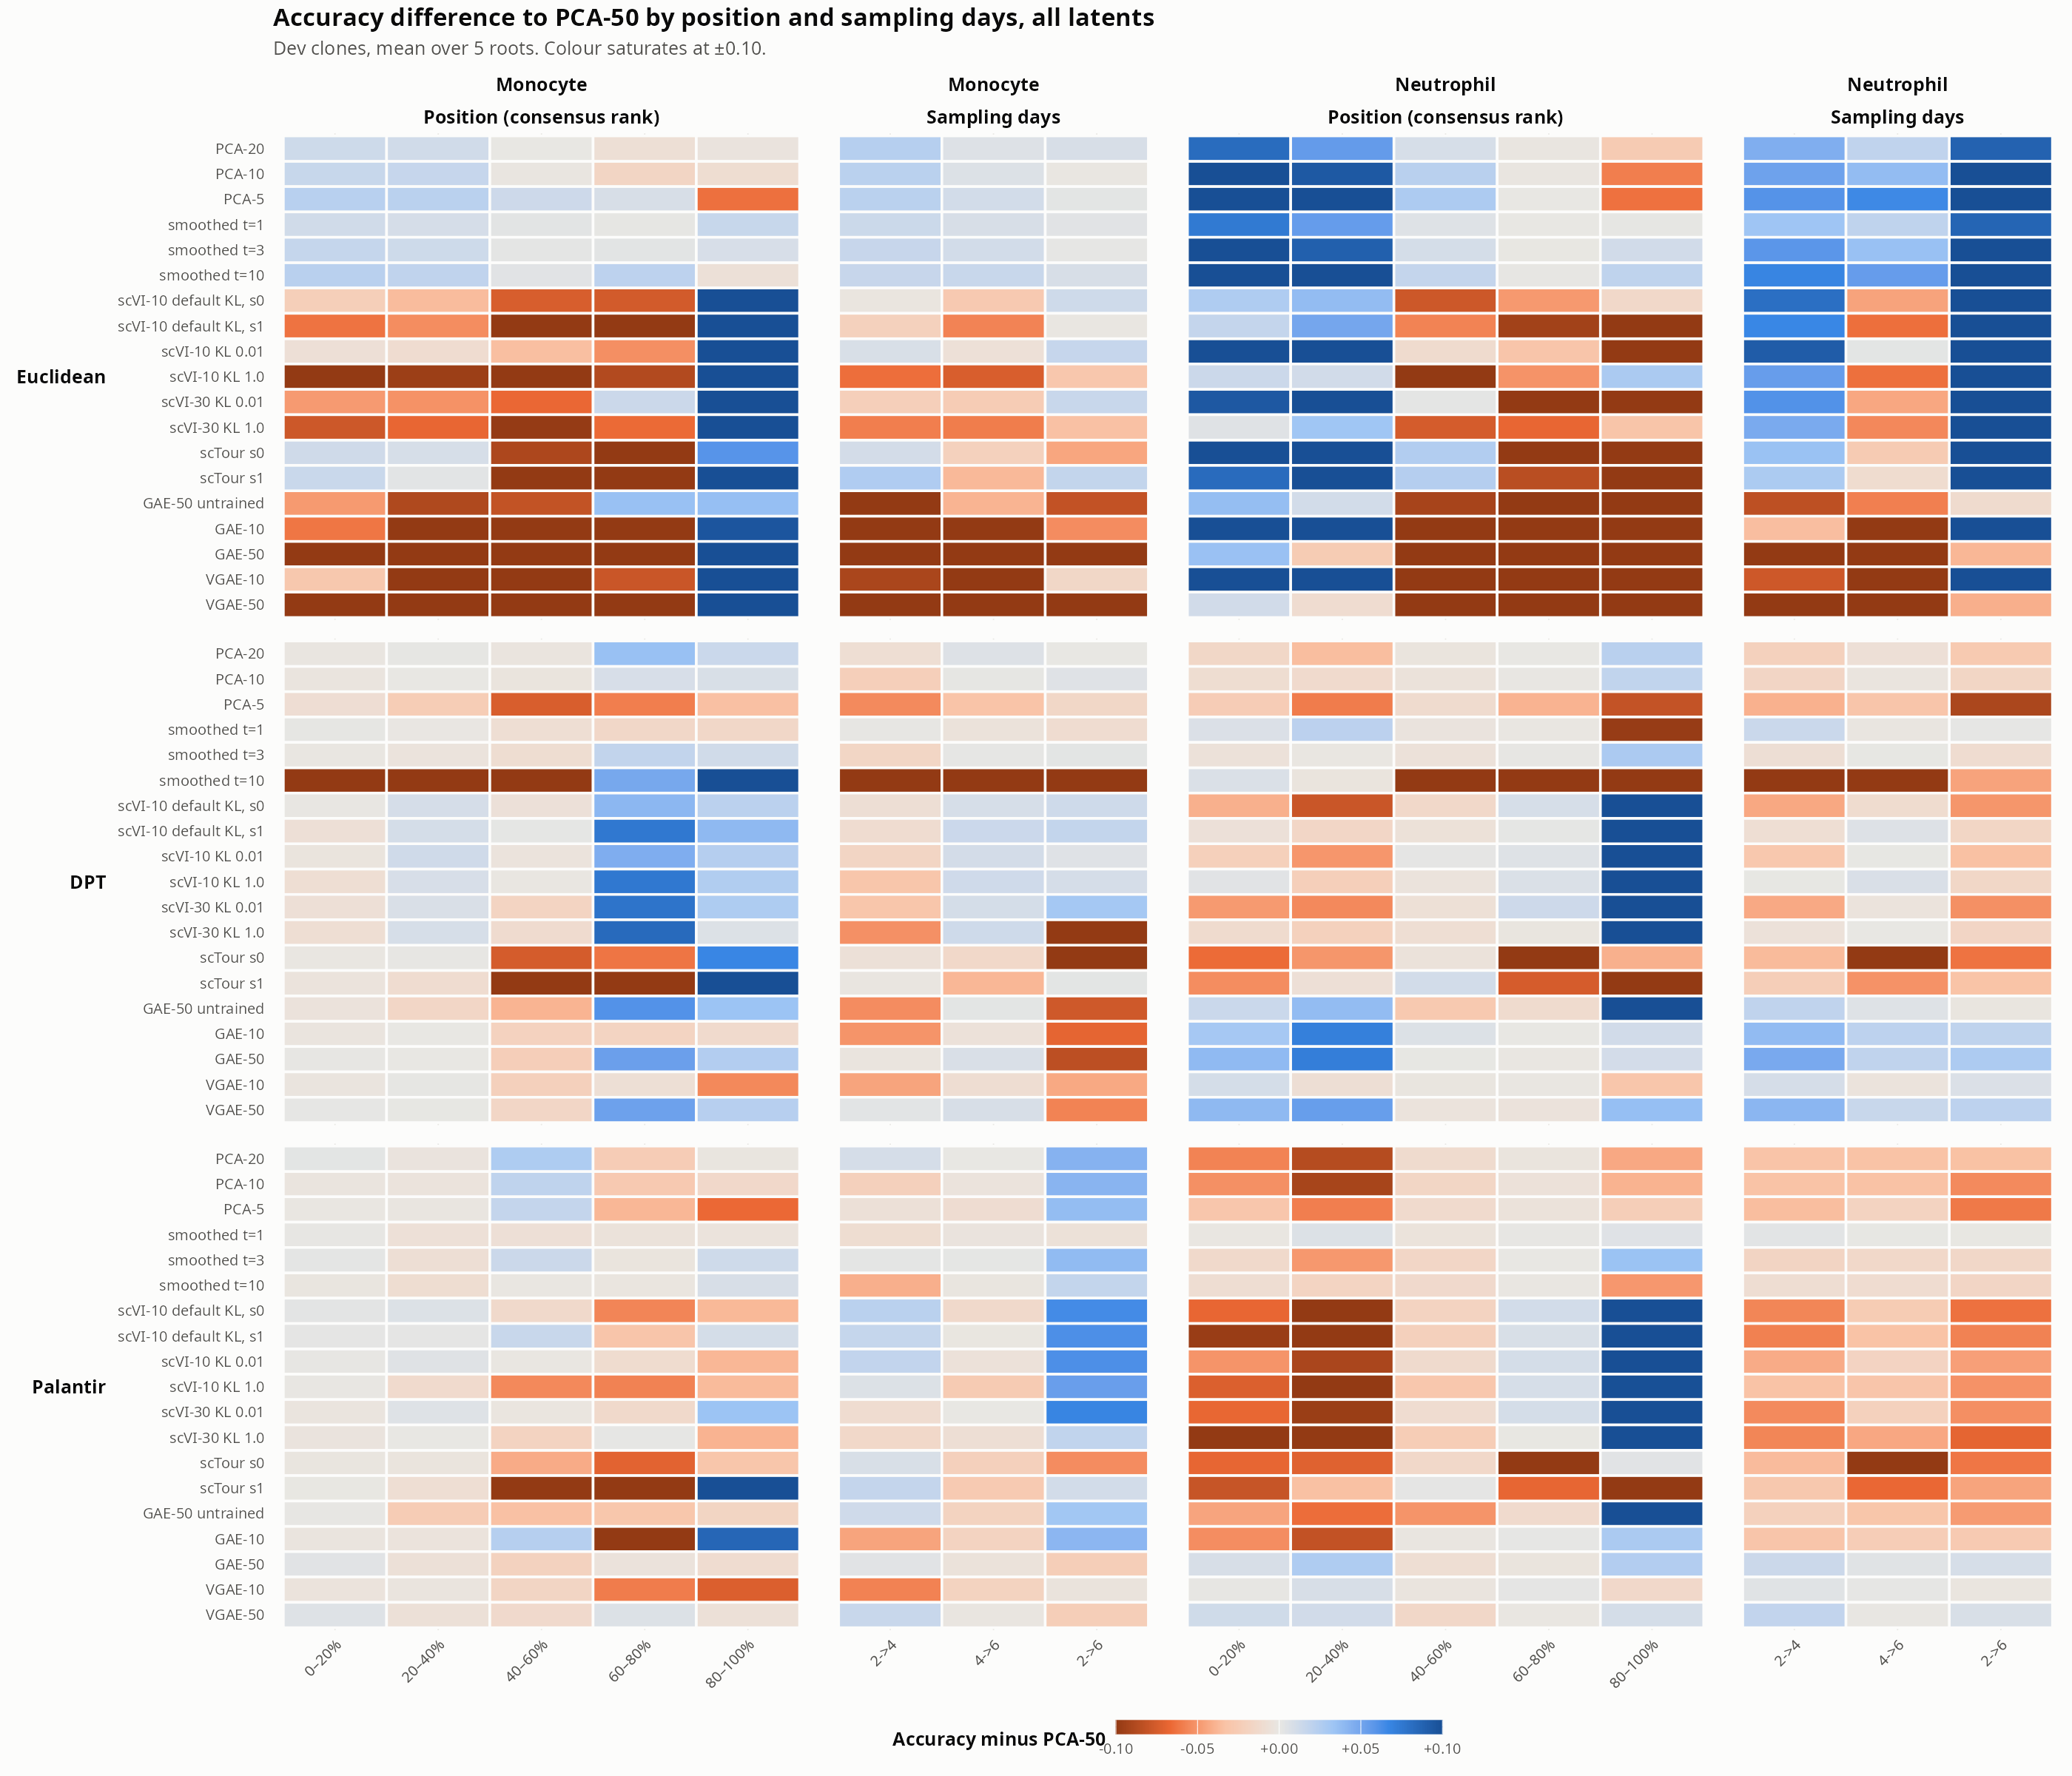 Accuracy difference to PCA-50 by position and sampling days, all latents
Dev clones, mean over 5 roots. Colour saturates at ±0.10.
Monocyte Monocyte Neutrophil Neutrophil
Position (consensus rank) Sampling days Position (consensus rank) Sampling days
Euclidean
PCA-20
PCA-10
PCA-5
smoothed t=1
smoothed t=3
smoothed t=10
scVI-10 default KL, s0
scVI-10 default KL, s1
scVI-10 KL 0.01
scVI-10 KL 1.0
scVI-30 KL 0.01
scVI-30 KL 1.0
scTour s0
scTour s1
GAE-50 untrained
GAE-10
GAE-50
VGAE-10
VGAE-50
DPT
PCA-20
PCA-10
PCA-5
smoothed t=1
smoothed t=3
smoothed t=10
scVI-10 default KL, s0
scVI-10 default KL, s1
scVI-10 KL 0.01
scVI-10 KL 1.0
scVI-30 KL 0.01
scVI-30 KL 1.0
scTour s0
scTour s1
GAE-50 untrained
GAE-10
GAE-50
VGAE-10
VGAE-50
Palantir
PCA-20
PCA-10
PCA-5
smoothed t=1
smoothed t=3
smoothed t=10
scVI-10 default KL, s0
scVI-10 default KL, s1
scVI-10 KL 0.01
scVI-10 KL 1.0
scVI-30 KL 0.01
scVI-30 KL 1.0
scTour s0
scTour s1
GAE-50 untrained
GAE-10
GAE-50
VGAE-10
VGAE-50
0–20% 20–40% 40–60% 60–80% 80–100% 2->4 4->6 2->6 0–20% 20–40% 40–60% 60–80% 80–100% 2->4 4->6 2->6
Accuracy minus PCA-50
-0.10 -0.05 +0.00 +0.05 +0.10